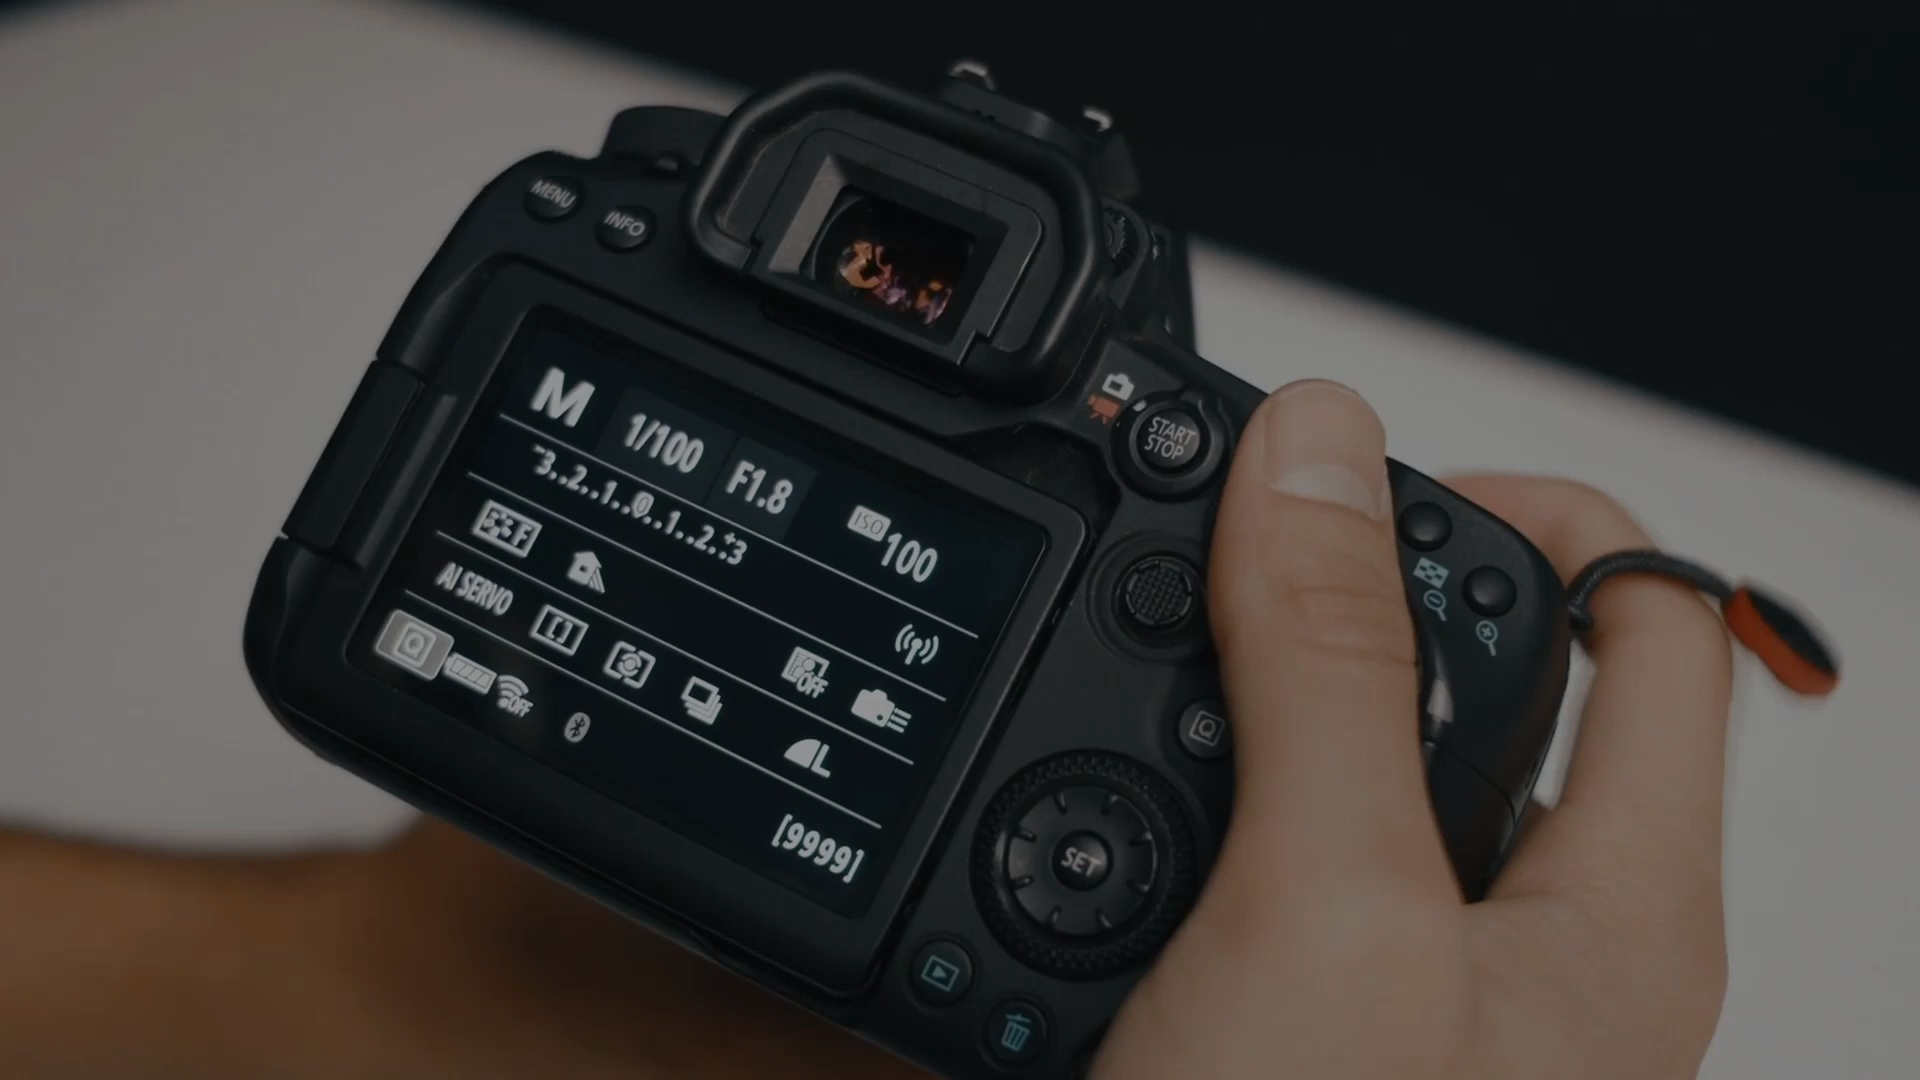 MENU
INFO
M 1/100 F1.8 ISO 100
-3..2..1..0..1..2..+3
F
AI SERVO
OFF
Q
OFF
L
[9999]
START
STOP
Q
SET